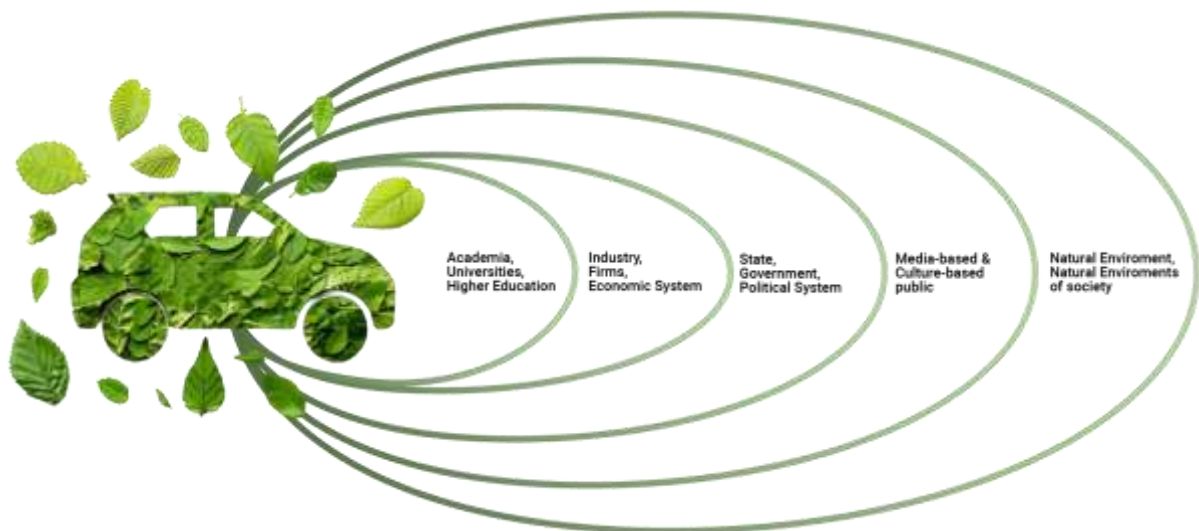 Academia,
Universities,
Higher Education
Industry,
Firms,
Economic System
State,
Government,
Political System
Media-based &
Culture-based
public
Natural Enviroment,
Natural Enviroments
of society